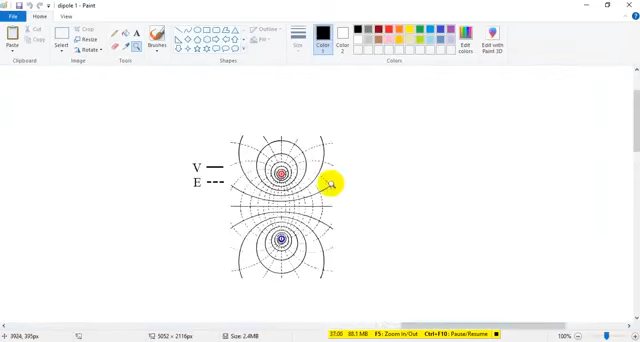 dipole 1 - Paint
File Home View
Paste
Cut
Copy
Clipboard
Select
Crop
Resize
Rotate
Image
A
Tools
Brushes
Shapes
Outline
Fill
Size
Color
1
Color
2
Colors
Edit
colors
Edit with
Paint 3D
V
E
3924, 395px
5052 × 2116px
Size: 2.4MB
F5: Zoom In/Out Ctrl+F10: Pause/Resume
100%